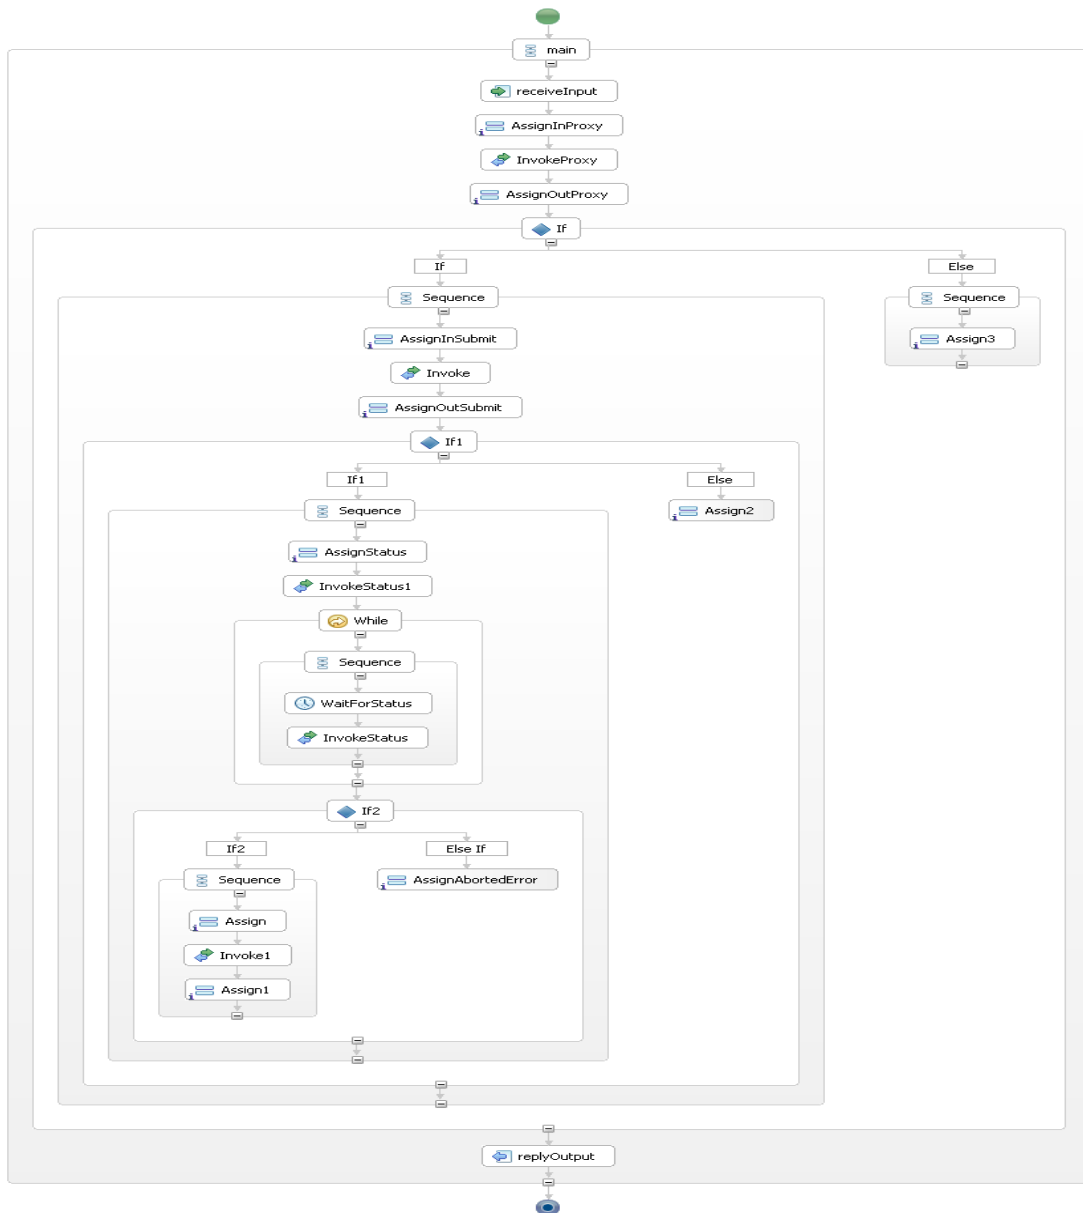 main
receiveInput
AssignInProxy
InvokeProxy
AssignOutProxy
If
If
Else
Sequence
Sequence
AssignInSubmit
Assign3
Invoke
AssignOutSubmit
If1
If1
Else
Sequence
Assign2
AssignStatus
InvokeStatus1
While
Sequence
WaitForStatus
InvokeStatus
If2
If2
Else If
Sequence
AssignAbortedError
Assign
Invoke1
Assign1
replyOutput